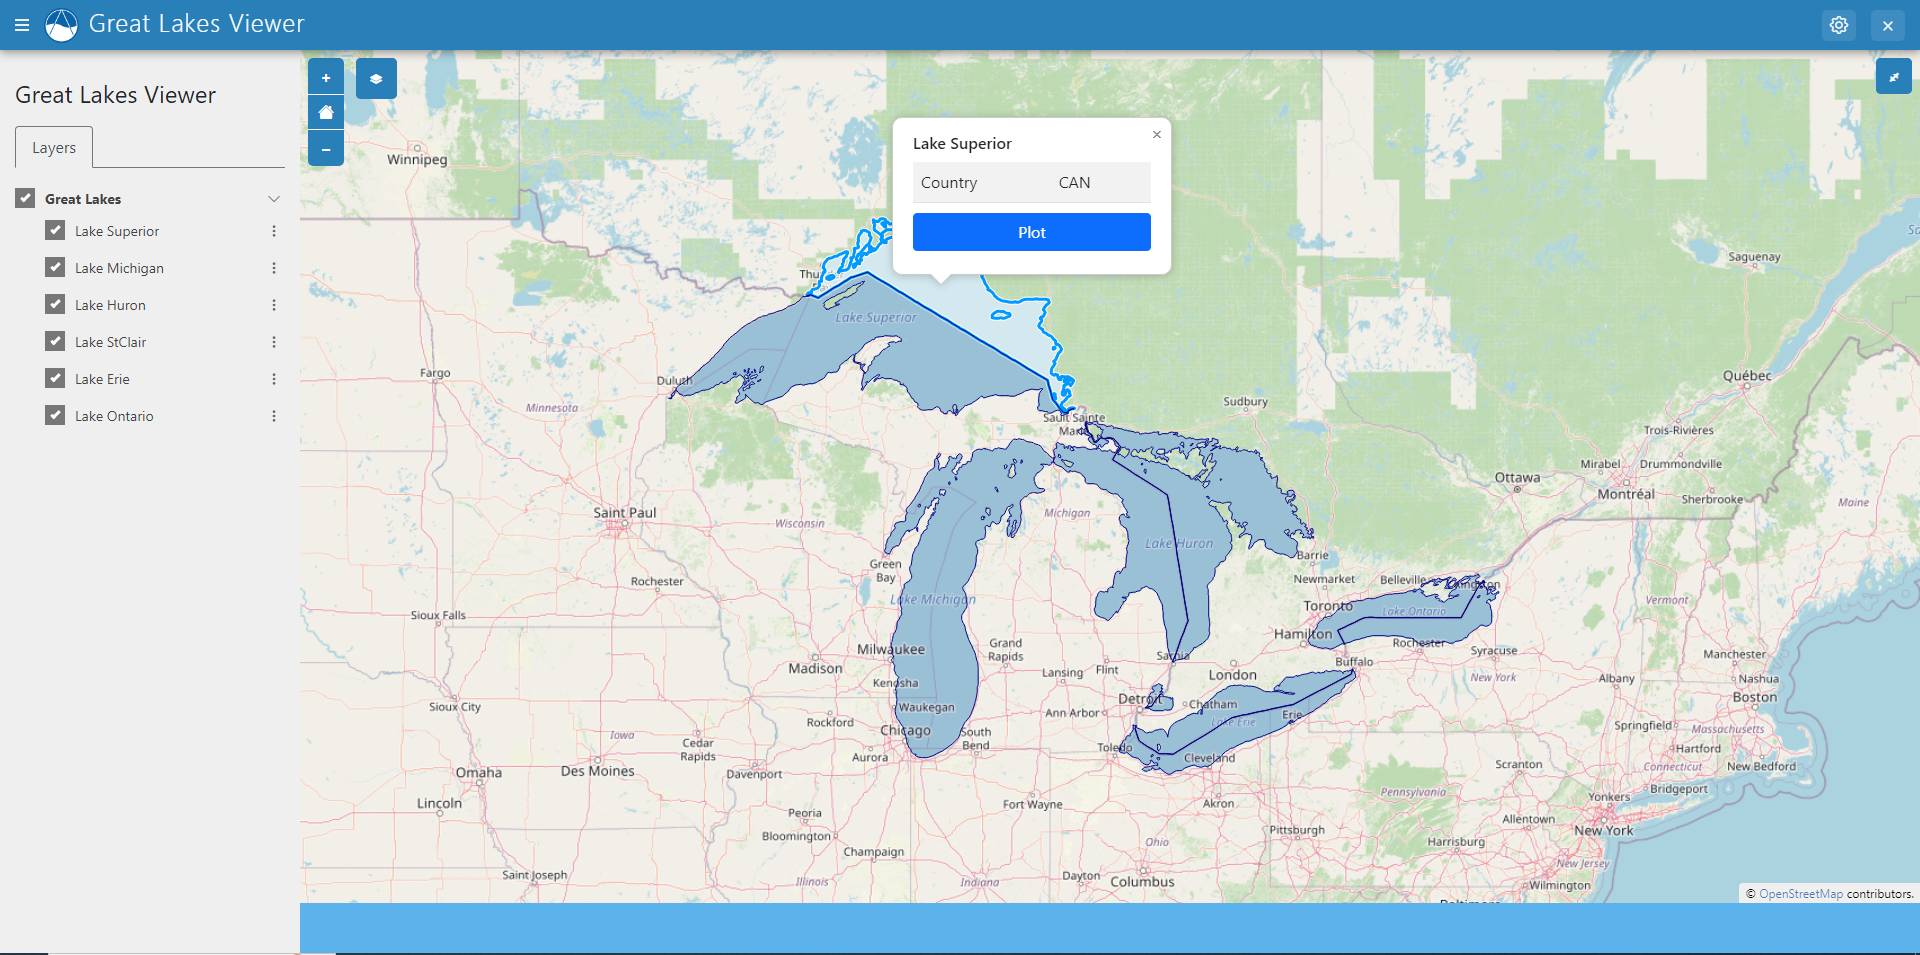 Great Lakes Viewer
Great Lakes Viewer
Layers
Great Lakes
Lake Superior
Lake Michigan
Lake Huron
Lake StClair
Lake Erie
Lake Ontario
+
−
Lake Superior
×
Country CAN
Plot
Winnipeg
Lake Superior
Fargo
Duluth
Minnesota
Sault Sainte
Sudbury
Saguenay
Québec
Trois-Rivières
Mirabel
Drummondville
Ottawa
Montréal
Sherbrooke
Maine
Saint Paul
Wisconsin
Michigan
Lake Huron
Barrie
Green
Bay
Rochester
Newmarket
Belleville
Lake Michigan
Toronto
Lake Ontario
Vermont
Sioux Falls
Hamilton
Rochester
Syracuse
Grand
Rapids
Milwaukee
Madison
Sarnia
Buffalo
Manchester
Lansing
Flint
London
New York
Albany
Nashua
Kenosha
Boston
Sioux City
Waukegan
Detroit
Chatham
Ann Arbor
Rockford
Lake Erie
Erie
Springfield
Massachusetts
Iowa
Chicago
South
Bend
Cedar
Rapids
Toledo
Hartford
Aurora
Cleveland
Scranton
Connecticut
New Bedford
Omaha
Des Moines
Davenport
Bridgeport
Pennsylvania
Yonkers
Lincoln
Fort Wayne
Akron
Peoria
Allentown
New York
Bloomington
Pittsburgh
Harrisburg
Ohio
Champaign
New Jersey
Saint Joseph
Illinois
Indiana
Dayton
Columbus
Wilmington
© OpenStreetMap contributors.